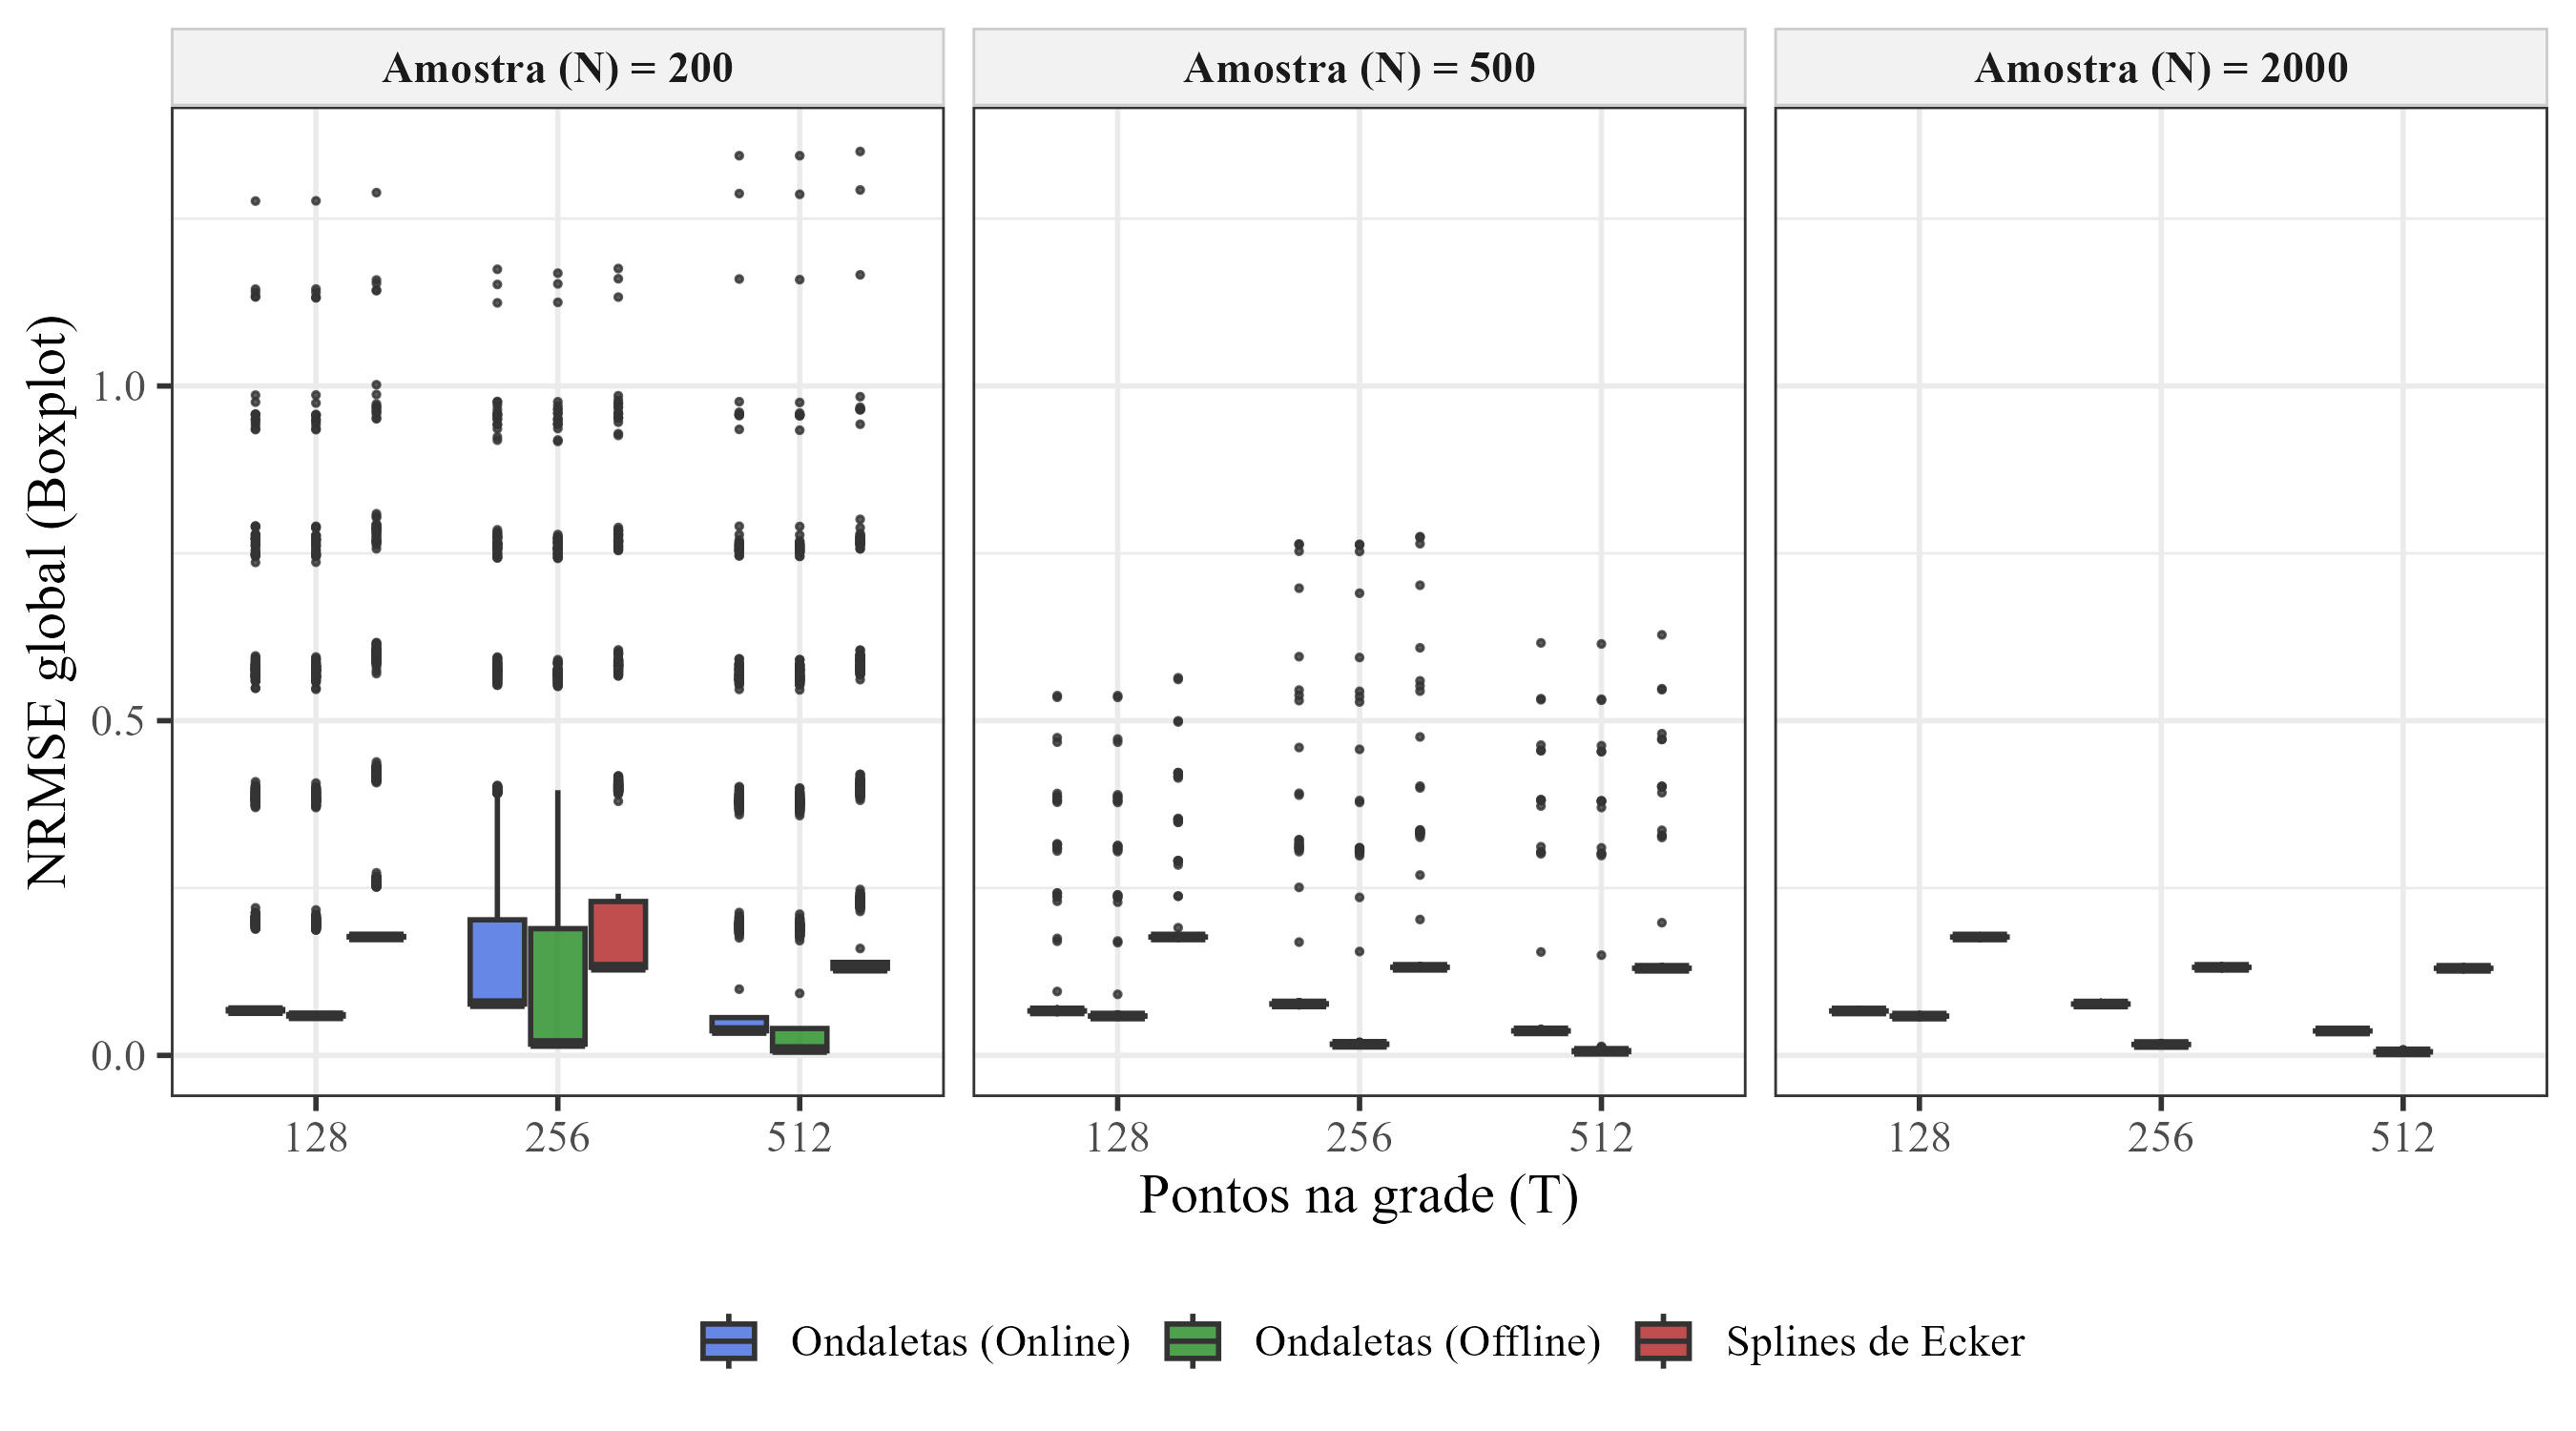 Amostra (N) = 200
Amostra (N) = 500
Amostra (N) = 2000
NRMSE global (Boxplot)
1.0
0.5
0.0
128 256 512
128 256 512
128 256 512
Pontos na grade (T)
Ondaletas (Online)
Ondaletas (Offline)
Splines de Ecker